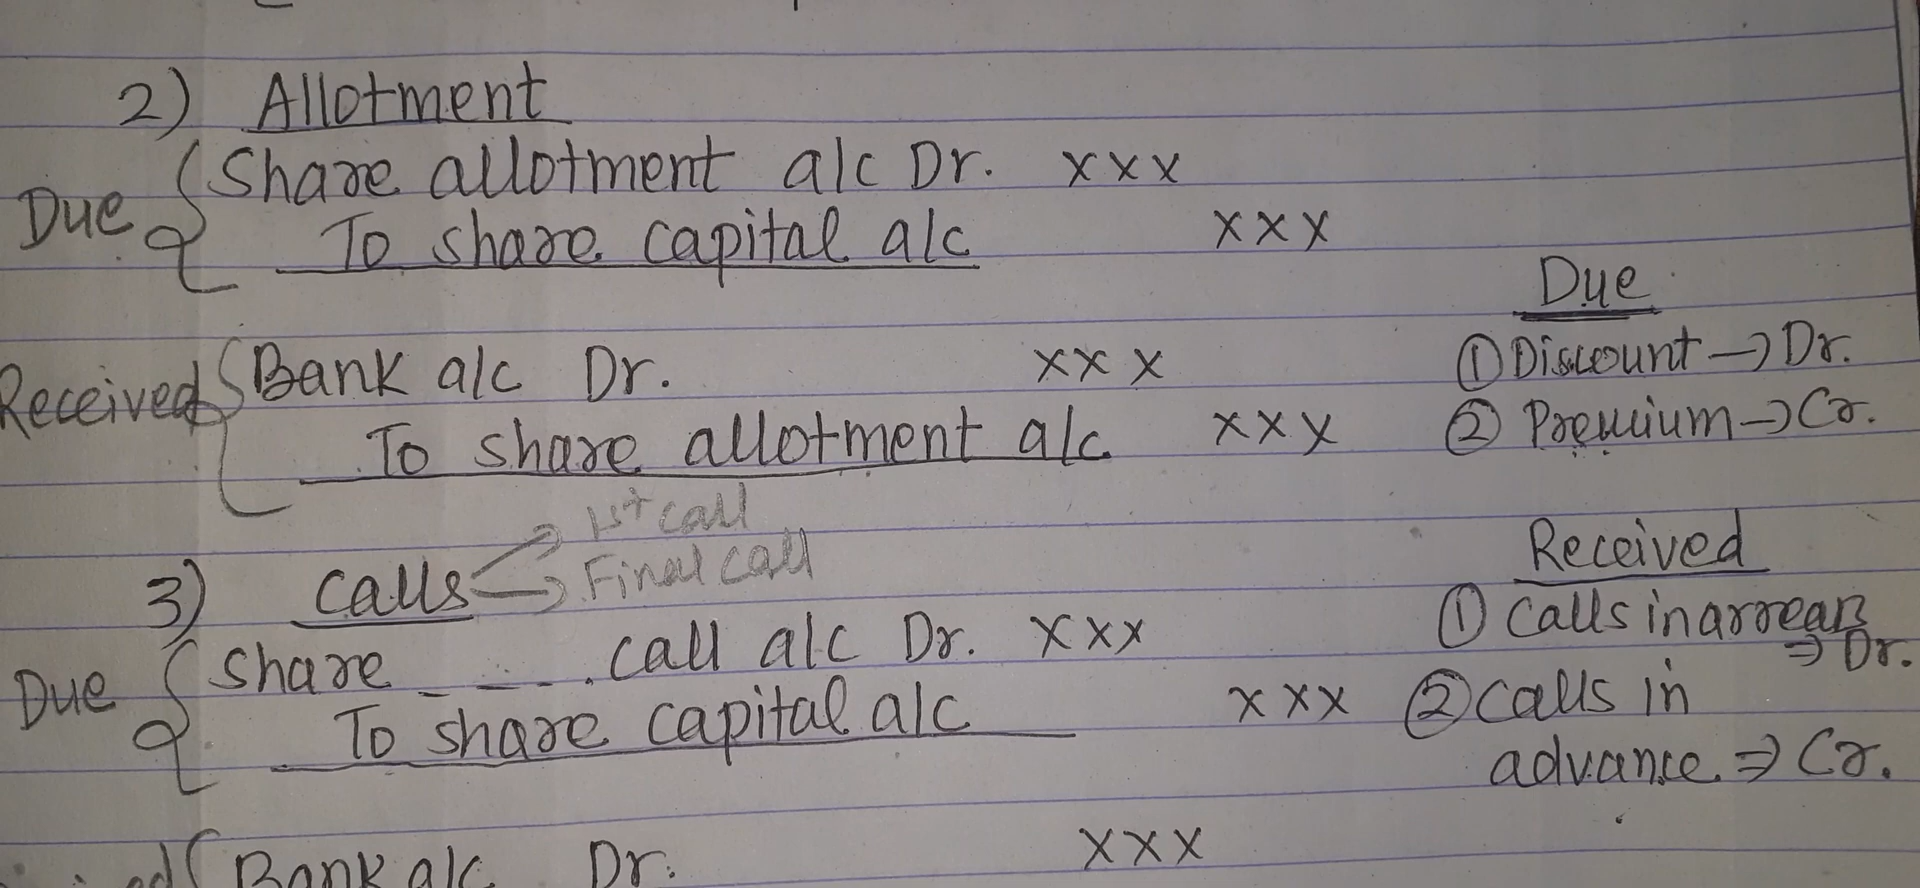 2) Allotment
Due Share allotment a/c Dr. xxx
To share capital a/c xxx
Received Bank a/c Dr. xxx
To share allotment a/c xxx
3) Calls 1st call
Final call
Due Share _ _ . . . call a/c Dr. xxx
To share capital a/c xxx
Bank a/c Dr. xxx
Due
① Discount → Dr.
② Premium → Cr.
Received
① Calls in arrears
⇒ Dr.
② Calls in
advance ⇒ Cr.